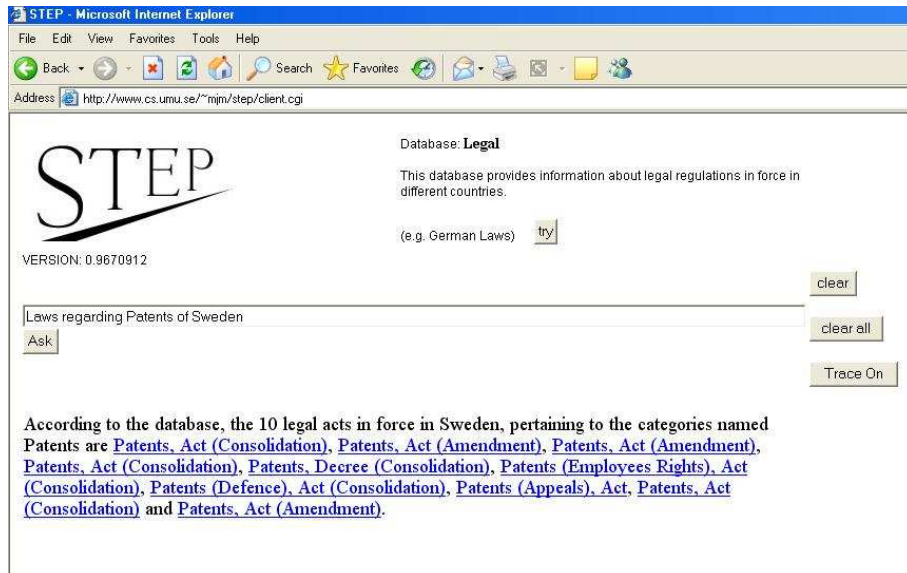 STEP - Microsoft Internet Explorer
File Edit View Favorites Tools Help
Back Search Favorites
Address http://www.cs.umu.se/~mjm/step/client.cgi
STEP
VERSION: 0.9670912
Database: Legal
This database provides information about legal regulations in force in
different countries.
(e.g. German Laws) try
clear
Laws regarding Patents of Sweden
clear all
Ask
Trace On
According to the database, the 10 legal acts in force in Sweden, pertaining to the categories named
Patents are Patents, Act (Consolidation), Patents, Act (Amendment), Patents, Act (Amendment),
Patents, Act (Consolidation), Patents, Decree (Consolidation), Patents (Employees Rights), Act
(Consolidation), Patents (Defence), Act (Consolidation), Patents (Appeals), Act, Patents, Act
(Consolidation) and Patents, Act (Amendment).